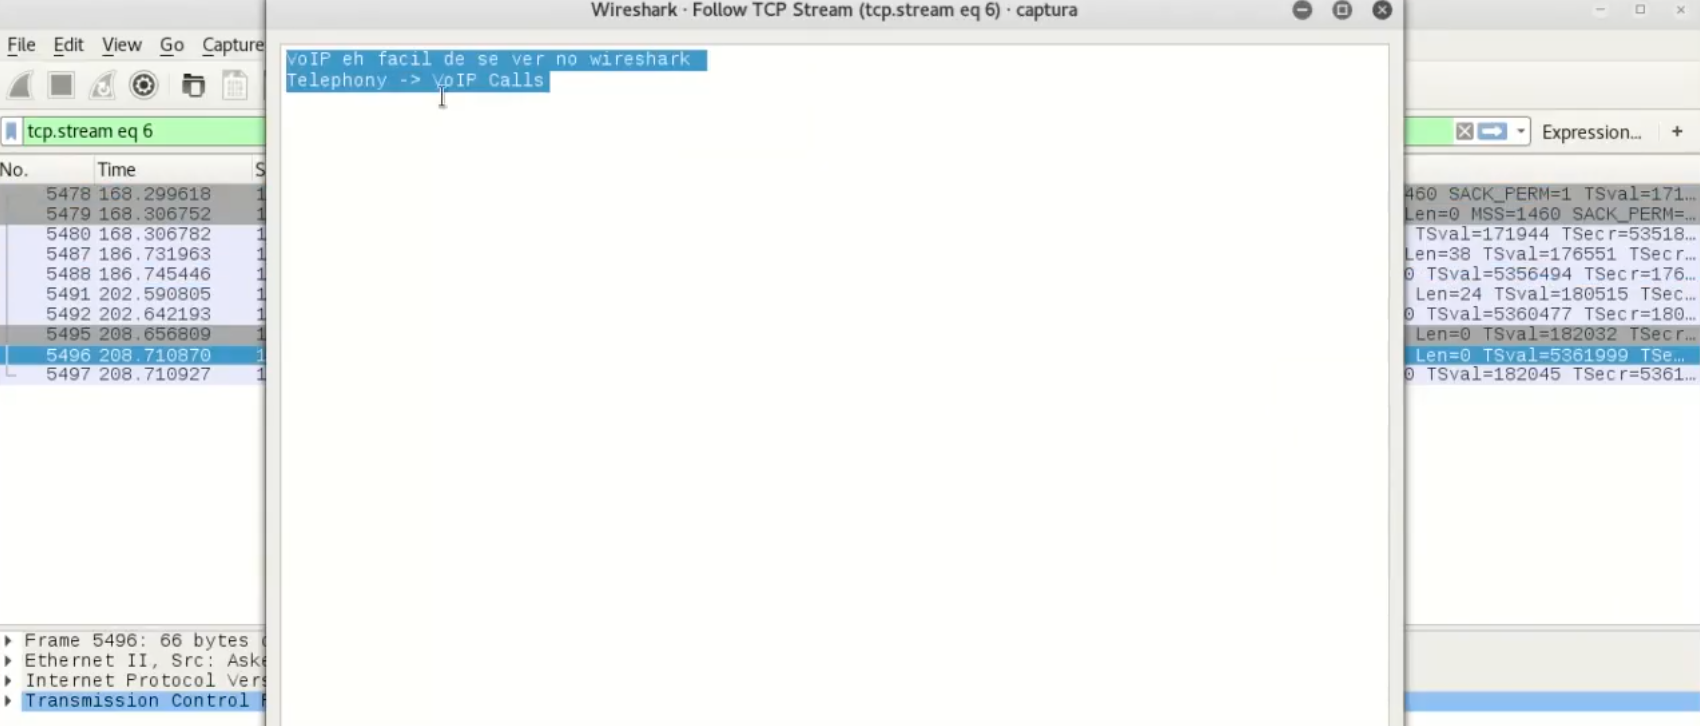 Wireshark · Follow TCP Stream (tcp.stream eq 6) · captura
File Edit View Go Capture
VoIP eh facil de se ver no wireshark
Telephony -> VoIP Calls
tcp.stream eq 6
Expression...
+
No. Time S
5478 168.299618 1
460 SACK_PERM=1 TSval=171...
5479 168.306752 1
Len=0 MSS=1460 SACK_PERM=...
5480 168.306782 1
TSval=171944 TSecr=53518...
5487 186.731963 1
Len=38 TSval=176551 TSecr...
5488 186.745446 1
0 TSval=5356494 TSecr=176...
5491 202.590805 1
Len=24 TSval=180515 TSec...
5492 202.642193 1
0 TSval=5360477 TSecr=180...
5495 208.656809 1
Len=0 TSval=182032 TSecr...
5496 208.710870 1
Len=0 TSval=5361999 TSe...
5497 208.710927 1
0 TSval=182045 TSecr=5361...
Frame 5496: 66 bytes
Ethernet II, Src: Aske
Internet Protocol Vers
Transmission Control